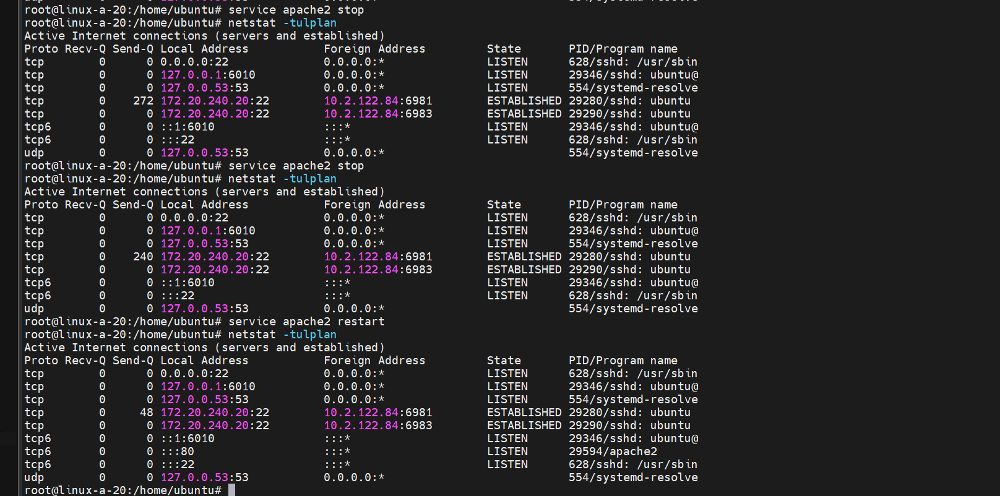 root@linux-a-20:/home/ubuntu# service apache2 stop
root@linux-a-20:/home/ubuntu# netstat -tulplan
Active Internet connections (servers and established)
Proto Recv-Q Send-Q Local Address           Foreign Address         State       PID/Program name
tcp        0      0 0.0.0.0:22              0.0.0.0:*               LISTEN      628/sshd: /usr/sbin
tcp        0      0 127.0.0.1:6010          0.0.0.0:*               LISTEN      29346/sshd: ubuntu@
tcp        0      0 127.0.0.53:53           0.0.0.0:*               LISTEN      554/systemd-resolve
tcp        0    272 172.20.240.20:22        10.2.122.84:6981        ESTABLISHED 29280/sshd: ubuntu
tcp        0      0 172.20.240.20:22        10.2.122.84:6983        ESTABLISHED 29290/sshd: ubuntu
tcp6       0      0 ::1:6010                :::*                    LISTEN      29346/sshd: ubuntu@
tcp6       0      0 :::22                   :::*                    LISTEN      628/sshd: /usr/sbin
udp        0      0 127.0.0.53:53           0.0.0.0:*                           554/systemd-resolve
root@linux-a-20:/home/ubuntu# service apache2 stop
root@linux-a-20:/home/ubuntu# netstat -tulplan
Active Internet connections (servers and established)
Proto Recv-Q Send-Q Local Address           Foreign Address         State       PID/Program name
tcp        0      0 0.0.0.0:22              0.0.0.0:*               LISTEN      628/sshd: /usr/sbin
tcp        0      0 127.0.0.1:6010          0.0.0.0:*               LISTEN      29346/sshd: ubuntu@
tcp        0      0 127.0.0.53:53           0.0.0.0:*               LISTEN      554/systemd-resolve
tcp        0    240 172.20.240.20:22        10.2.122.84:6981        ESTABLISHED 29280/sshd: ubuntu
tcp        0      0 172.20.240.20:22        10.2.122.84:6983        ESTABLISHED 29290/sshd: ubuntu
tcp6       0      0 ::1:6010                :::*                    LISTEN      29346/sshd: ubuntu@
tcp6       0      0 :::22                   :::*                    LISTEN      628/sshd: /usr/sbin
udp        0      0 127.0.0.53:53           0.0.0.0:*                           554/systemd-resolve
root@linux-a-20:/home/ubuntu# service apache2 restart
root@linux-a-20:/home/ubuntu# netstat -tulplan
Active Internet connections (servers and established)
Proto Recv-Q Send-Q Local Address           Foreign Address         State       PID/Program name
tcp        0      0 0.0.0.0:22              0.0.0.0:*               LISTEN      628/sshd: /usr/sbin
tcp        0      0 127.0.0.1:6010          0.0.0.0:*               LISTEN      29346/sshd: ubuntu@
tcp        0      0 127.0.0.53:53           0.0.0.0:*               LISTEN      554/systemd-resolve
tcp        0     48 172.20.240.20:22        10.2.122.84:6981        ESTABLISHED 29280/sshd: ubuntu
tcp        0      0 172.20.240.20:22        10.2.122.84:6983        ESTABLISHED 29290/sshd: ubuntu
tcp6       0      0 ::1:6010                :::*                    LISTEN      29346/sshd: ubuntu@
tcp6       0      0 :::80                   :::*                    LISTEN      29594/apache2
tcp6       0      0 :::22                   :::*                    LISTEN      628/sshd: /usr/sbin
udp        0      0 127.0.0.53:53           0.0.0.0:*                           554/systemd-resolve
root@linux-a-20:/home/ubuntu#